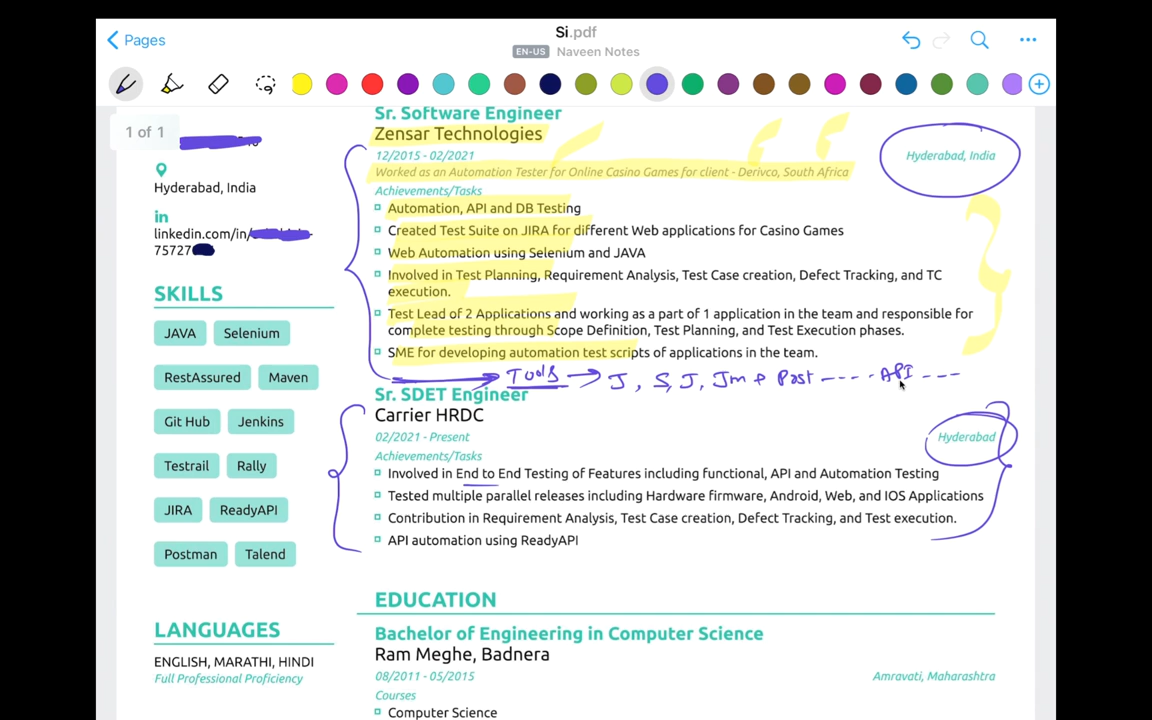 Pages
Si.pdf
EN-US Naveen Notes
1 of 1
Hyderabad, India
linkedin.com/in/
75727
SKILLS
JAVA Selenium
RestAssured Maven
Git Hub Jenkins
Testrail Rally
JIRA ReadyAPI
Postman Talend
LANGUAGES
ENGLISH, MARATHI, HINDI
Full Professional Proficiency
Sr. Software Engineer
Zensar Technologies
12/2015 - 02/2021 Hyderabad, India
Worked as an Automation Tester for Online Casino Games for client - Derivco, South Africa
Achievements/Tasks
Automation, API and DB Testing
Created Test Suite on JIRA for different Web applications for Casino Games
Web Automation using Selenium and JAVA
Involved in Test Planning, Requirement Analysis, Test Case creation, Defect Tracking, and TC
execution.
Test Lead of 2 Applications and working as a part of 1 application in the team and responsible for
complete testing through Scope Definition, Test Planning, and Test Execution phases.
SME for developing automation test scripts of applications in the team.
Tools → J, S, J, Jm + Post ---- API ---
Sr. SDET Engineer
Carrier HRDC
02/2021 - Present Hyderabad
Achievements/Tasks
Involved in End to End Testing of Features including functional, API and Automation Testing
Tested multiple parallel releases including Hardware firmware, Android, Web, and IOS Applications
Contribution in Requirement Analysis, Test Case creation, Defect Tracking, and Test execution.
API automation using ReadyAPI
EDUCATION
Bachelor of Engineering in Computer Science
Ram Meghe, Badnera
08/2011 - 05/2015 Amravati, Maharashtra
Courses
Computer Science